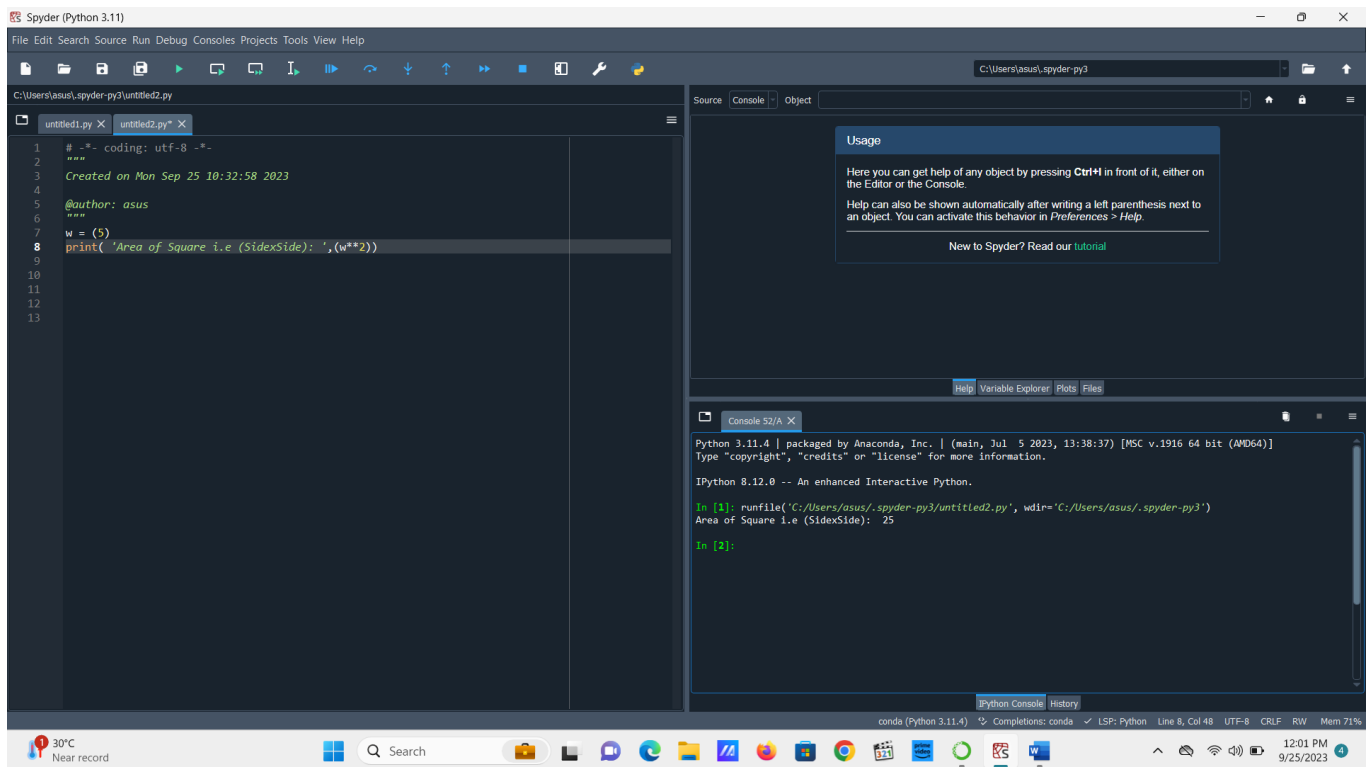 Spyder (Python 3.11)
File Edit Search Source Run Debug Consoles Projects Tools View Help
C:\Users\asus\.spyder-py3
C:\Users\asus\.spyder-py3\untitled2.py
untitled1.py
untitled2.py*
1 # -*- coding: utf-8 -*-
2 """
3 Created on Mon Sep 25 10:32:58 2023
4
5 @author: asus
6 """
7 w = (5)
8 print( 'Area of Square i.e (SidexSide): ',(w**2))
9
10
11
12
13
Source Console Object
Usage
Here you can get help of any object by pressing Ctrl+I in front of it, either on
the Editor or the Console.
Help can also be shown automatically after writing a left parenthesis next to
an object. You can activate this behavior in Preferences > Help.
New to Spyder? Read our tutorial
Help Variable Explorer Plots Files
Console 52/A
Python 3.11.4 | packaged by Anaconda, Inc. | (main, Jul  5 2023, 13:38:37) [MSC v.1916 64 bit (AMD64)]
Type "copyright", "credits" or "license" for more information.
IPython 8.12.0 -- An enhanced Interactive Python.
In [1]: runfile('C:/Users/asus/.spyder-py3/untitled2.py', wdir='C:/Users/asus/.spyder-py3')
Area of Square i.e (SidexSide):  25
In [2]:
IPython Console History
conda (Python 3.11.4) Completions: conda LSP: Python Line 8, Col 48 UTF-8 CRLF RW Mem 71%
1
30°C
Near record
Search
321
prime video
W
12:01 PM
9/25/2023
4